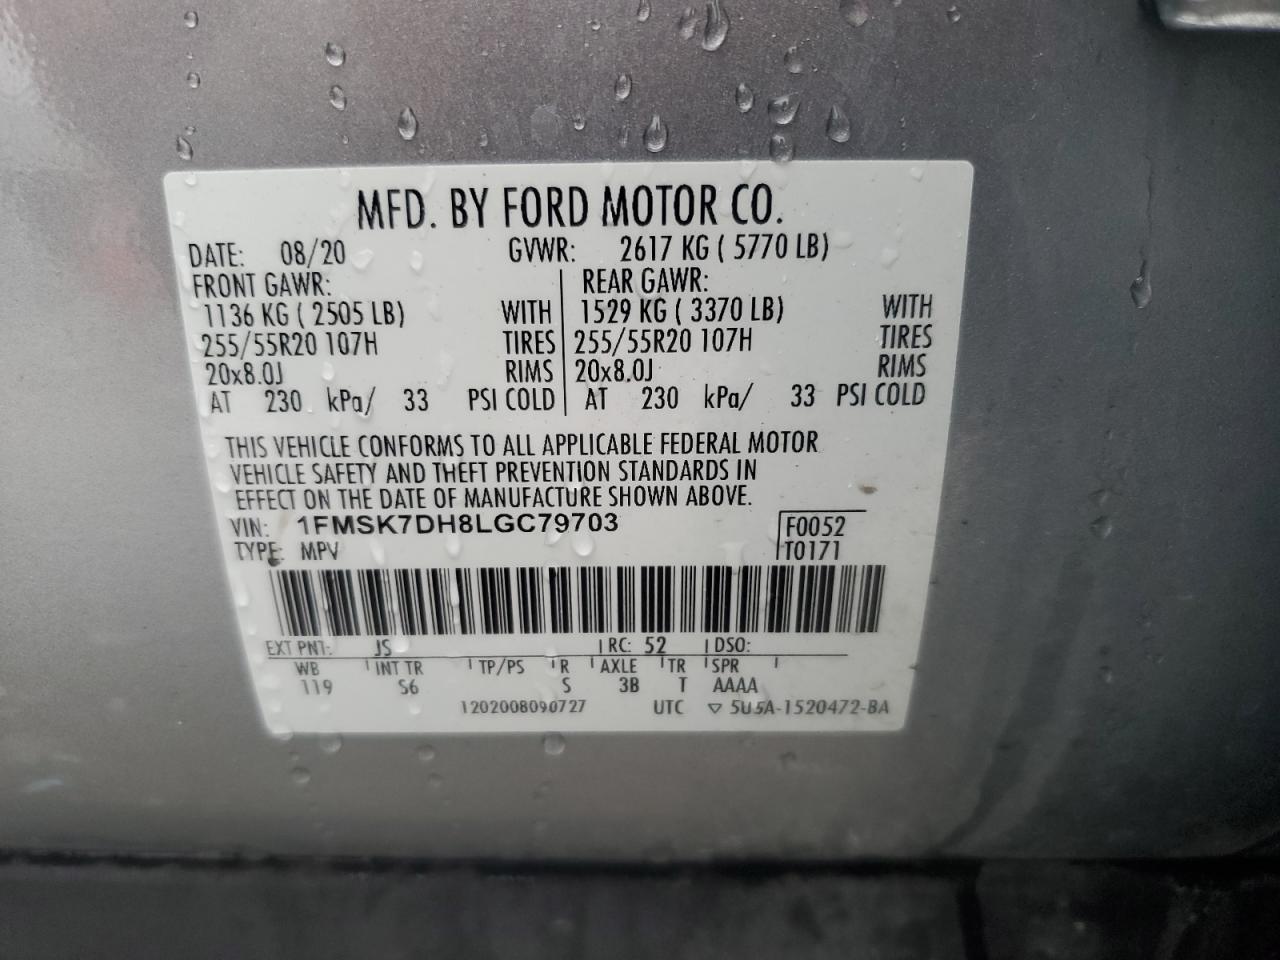 MFD. BY FORD MOTOR CO.
DATE: 08/20 GVWR: 2617 KG ( 5770 LB)
FRONT GAWR: REAR GAWR:
1136 KG ( 2505 LB) WITH 1529 KG ( 3370 LB) WITH
255/55R20 107H TIRES 255/55R20 107H TIRES
20x8.0J RIMS 20x8.0J RIMS
AT 230 kPa/ 33 PSI COLD AT 230 kPa/ 33 PSI COLD
THIS VEHICLE CONFORMS TO ALL APPLICABLE FEDERAL MOTOR
VEHICLE SAFETY AND THEFT PREVENTION STANDARDS IN
EFFECT ON THE DATE OF MANUFACTURE SHOWN ABOVE.
VIN: 1FMSK7DH8LGC79703 F0052
TYPE: MPV T0171
EXT PNT: JS RC: 52 DSO:
WB INT TR TP/PS R AXLE TR SPR
119 S6 S 3B T AAAA
1202008090727 UTC ▽ 5U5A-1520472-BA